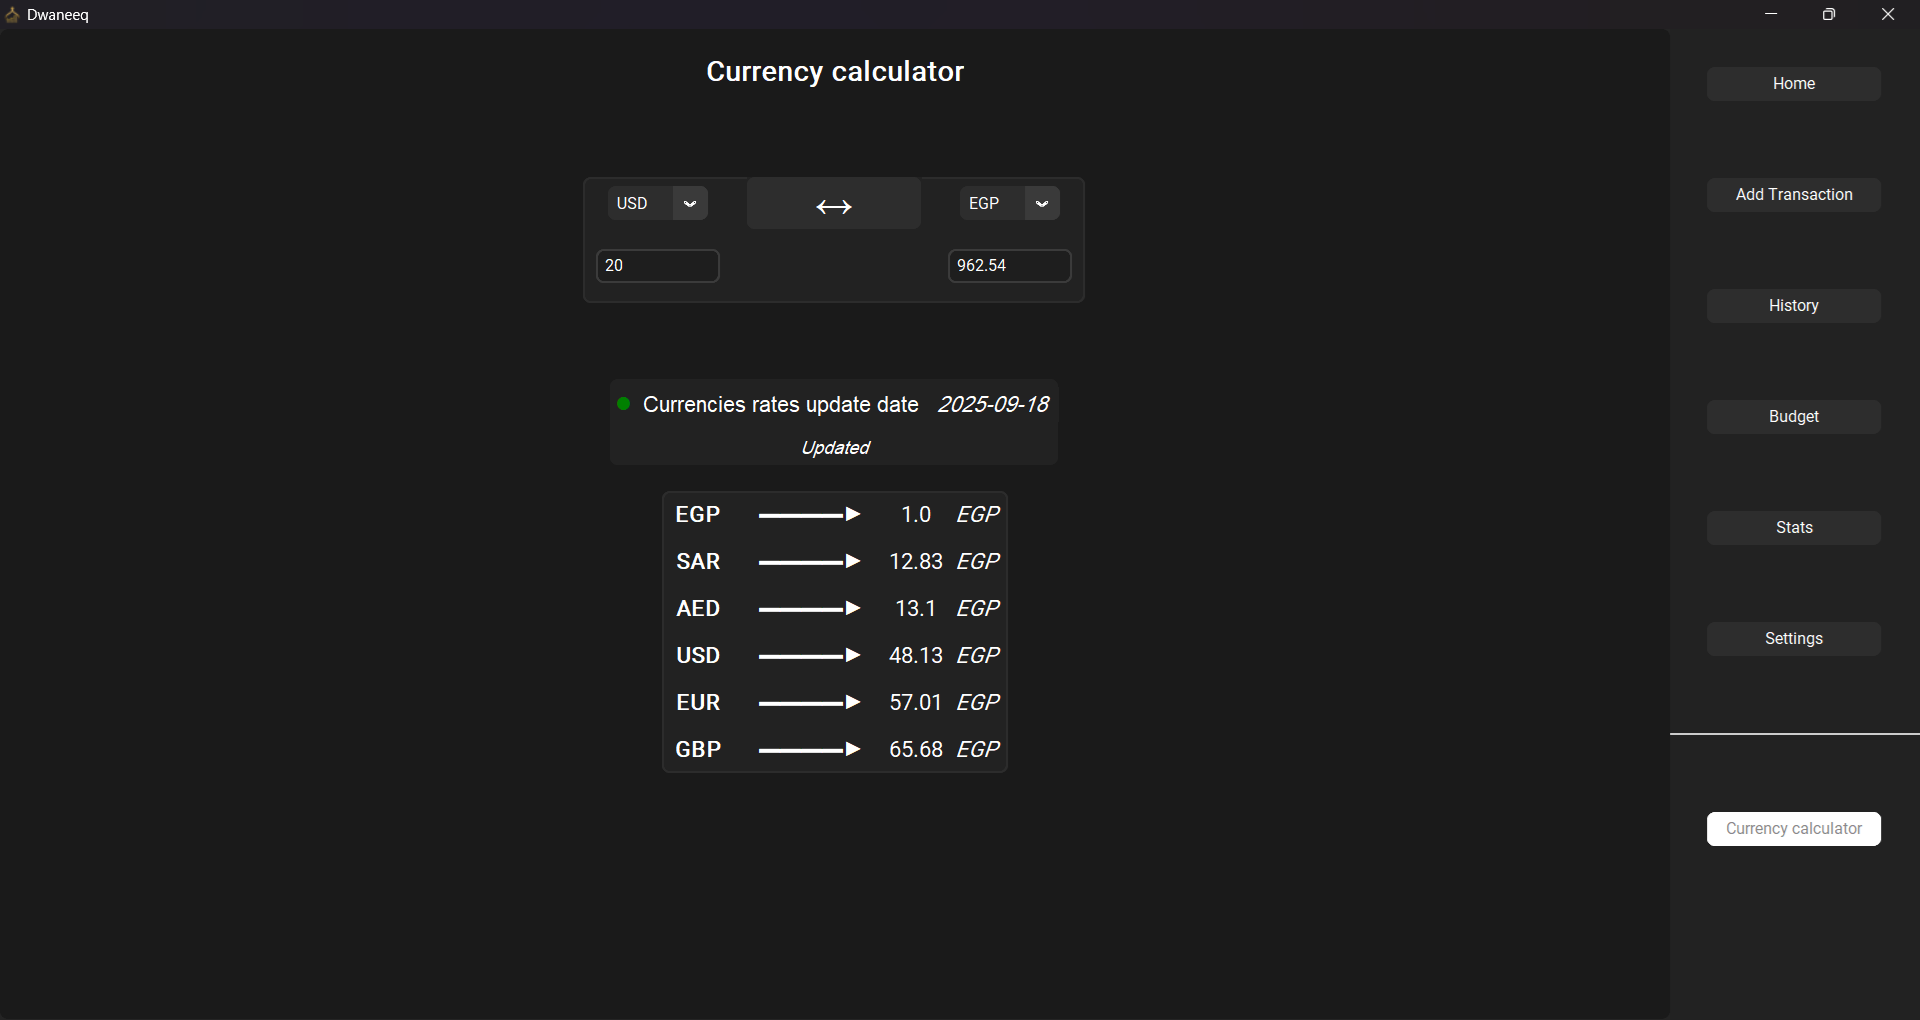 Dwaneeq
Currency calculator
USD ↔ EGP
20 962.54
Currencies rates update date 2025-09-18
Updated
EGP 1.0 EGP
SAR 12.83 EGP
AED 13.1 EGP
USD 48.13 EGP
EUR 57.01 EGP
GBP 65.68 EGP
Home
Add Transaction
History
Budget
Stats
Settings
Currency calculator